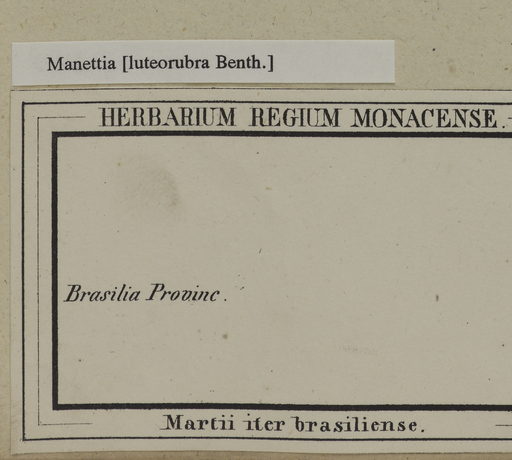 Manettia [luteorubra Benth.]
HERBARIUM REGIUM MONACENSE.
Brasilia Provinc.
Martii iter brasiliense.